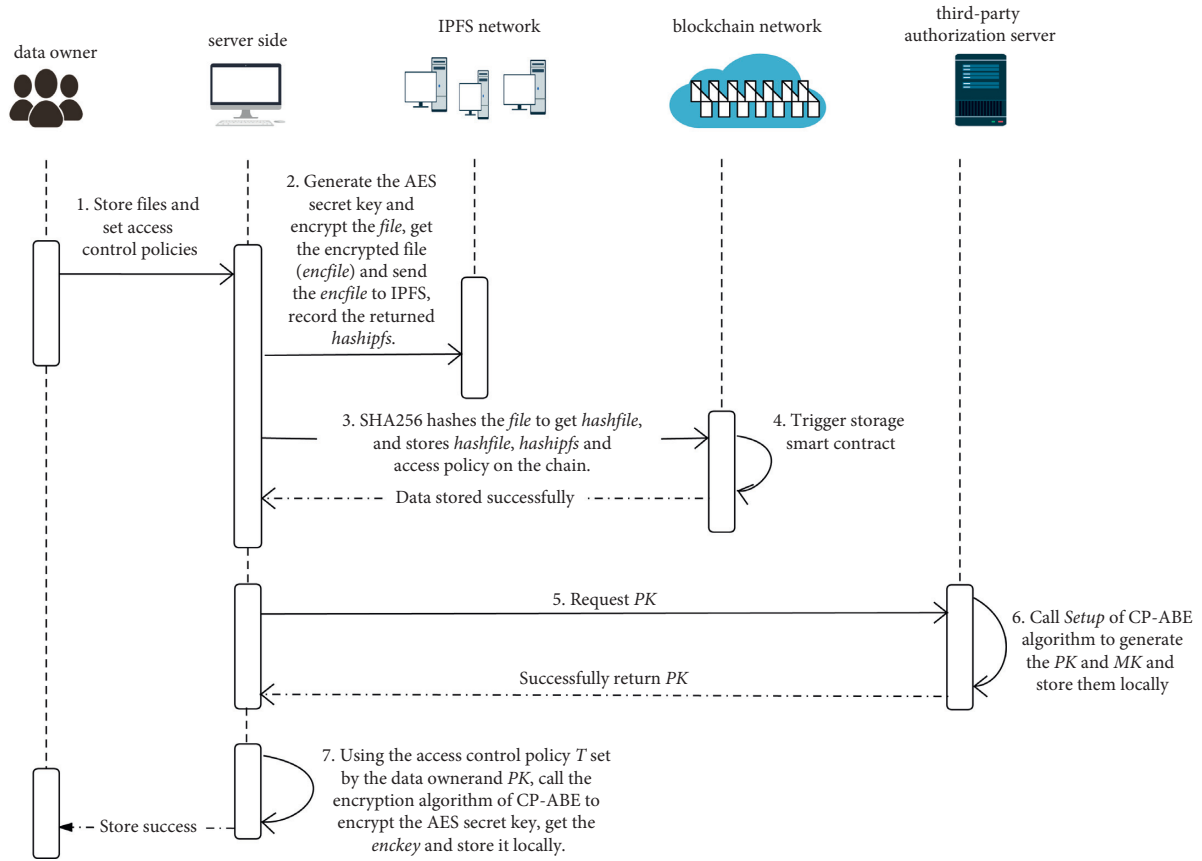 data owner
server side
IPFS network
blockchain network
third-party
authorization server
1. Store files and
set access
control policies
2. Generate the AES
secret key and
encrypt the file, get
the encrypted file
(encfile) and send
the encfile to IPFS,
record the returned
hashipfs.
3. SHA256 hashes the file to get hashfile,
and stores hashfile, hashipfs and
access policy on the chain.
4. Trigger storage
smart contract
Data stored successfully
5. Request PK
6. Call Setup of CP-ABE
algorithm to generate
the PK and MK and
store them locally
Successfully return PK
7. Using the access control policy T set
by the data ownerand PK, call the
encryption algorithm of CP-ABE to
encrypt the AES secret key, get the
enckey and store it locally.
Store success